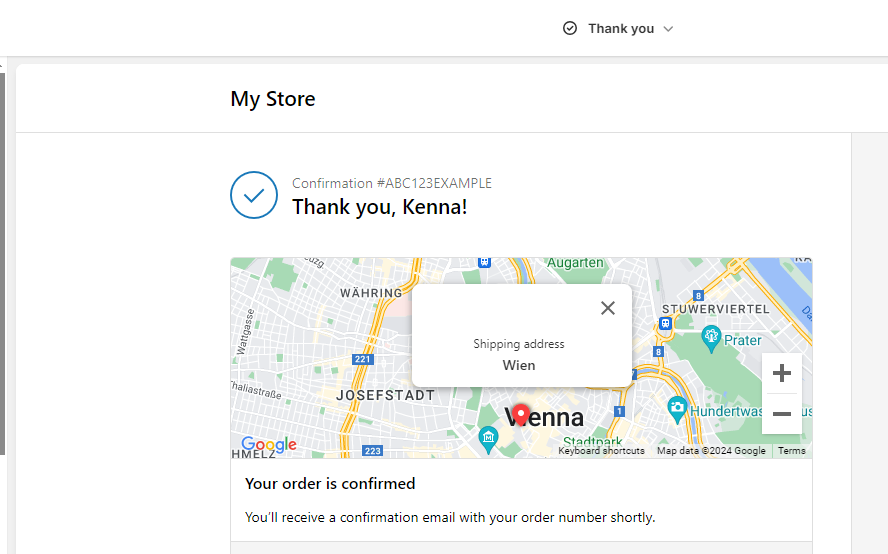 Thank you
My Store
Confirmation #ABC123EXAMPLE
Thank you, Kenna!
Augarten
WÄHRING
8
STUWERVIERTEL
Wattgasse
Shipping address
Wien
Prater
8
221
Thaliastraße
JOSEFSTADT
1
Hundertwas
Vienna
Stadtpark
Google
HMELZ
223
Keyboard shortcuts
Map data ©2024 Google
Terms
Your order is confirmed
You'll receive a confirmation email with your order number shortly.